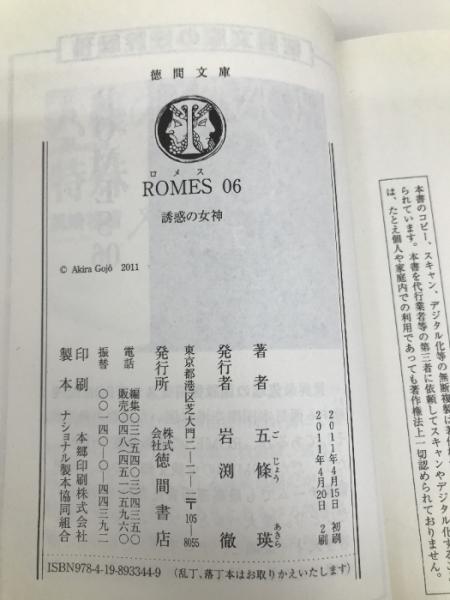 徳間文庫
ロメス
ROMES 06
誘惑の女神
© Akira Gojō 2011
2011年4月15日 初刷
2011年4月20日 2刷
著者 五條瑛
ご じょう あきら
発行者 岩渕徹
東京都港区芝大門二-二-一〒105-8055
発行所 株式会社徳間書店
電話 編集〇三(五四〇三)四三五〇
販売〇四八(四五一)五九六〇
振替 〇〇一四〇-〇-四四三九二
印刷 本郷印刷株式会社
製本 ナショナル製本協同組合
ISBN978-4-19-893344-9 (乱丁、落丁本はお取りかえいたします)
本書のコピー、スキャン、デジタル化等の無断複製は著作権
られています。本書を代行業者等の第三者に依頼してスキャンやデジタル化するこ
は、たとえ個人や家庭内での利用であっても著作権法上一切認められておりません。